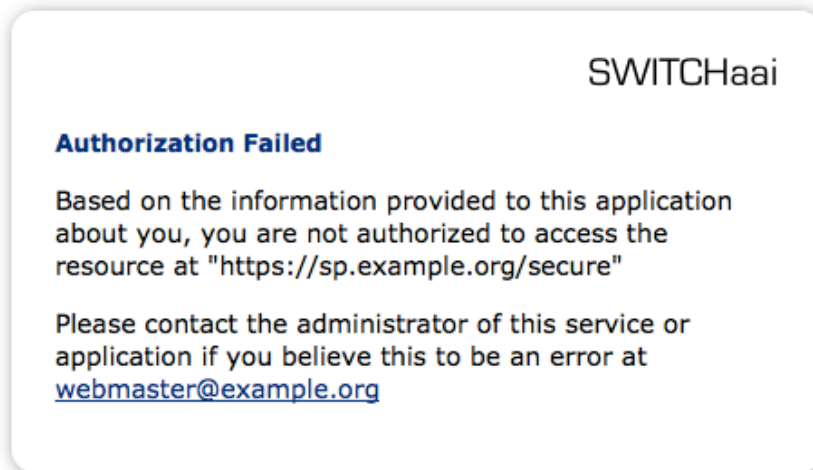 SWITCHaai
Authorization Failed
Based on the information provided to this application
about you, you are not authorized to access the
resource at "https://sp.example.org/secure"
Please contact the administrator of this service or
application if you believe this to be an error at
webmaster@example.org